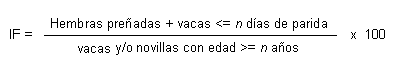 Hembras preñadas + vacas <= n días de parida
IF = x 100
vacas y/o novillas con edad >= n años